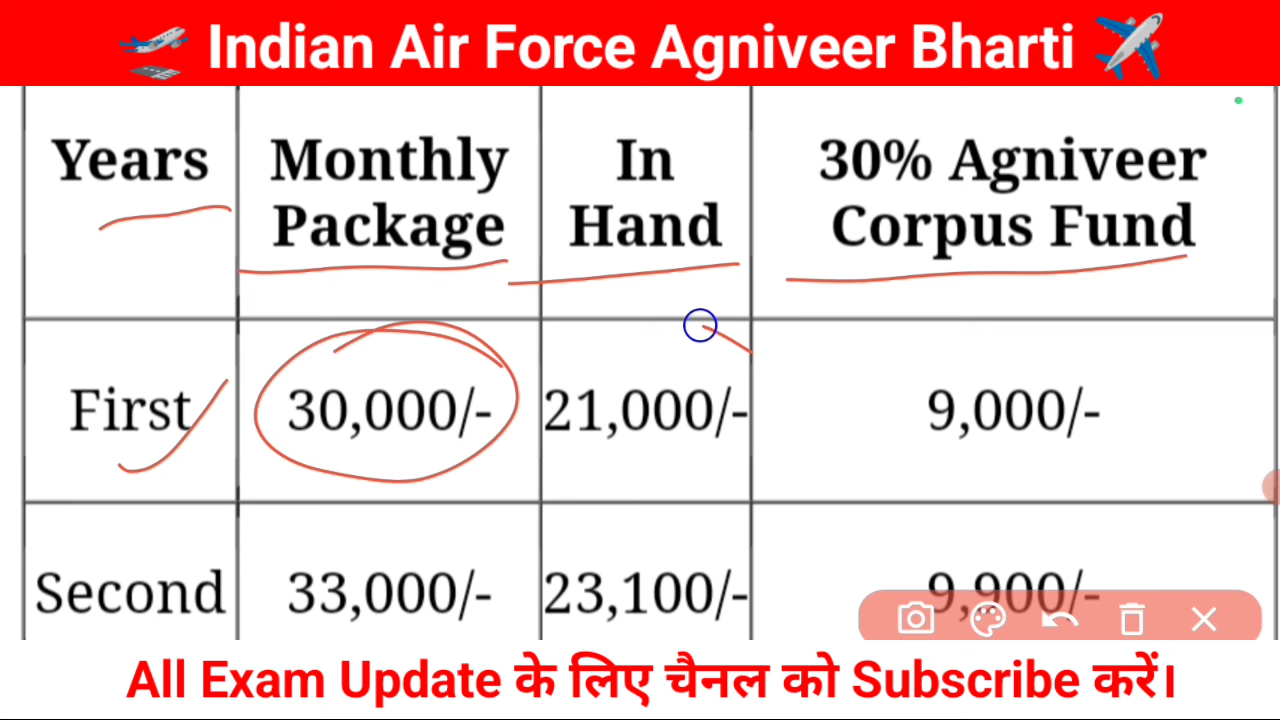 Indian Air Force Agniveer Bharti
Years Monthly Package In Hand 30% Agniveer Corpus Fund
First 30,000/- 21,000/- 9,000/-
Second 33,000/- 23,100/- 9,900/-
All Exam Update के लिए चैनल को Subscribe करें।